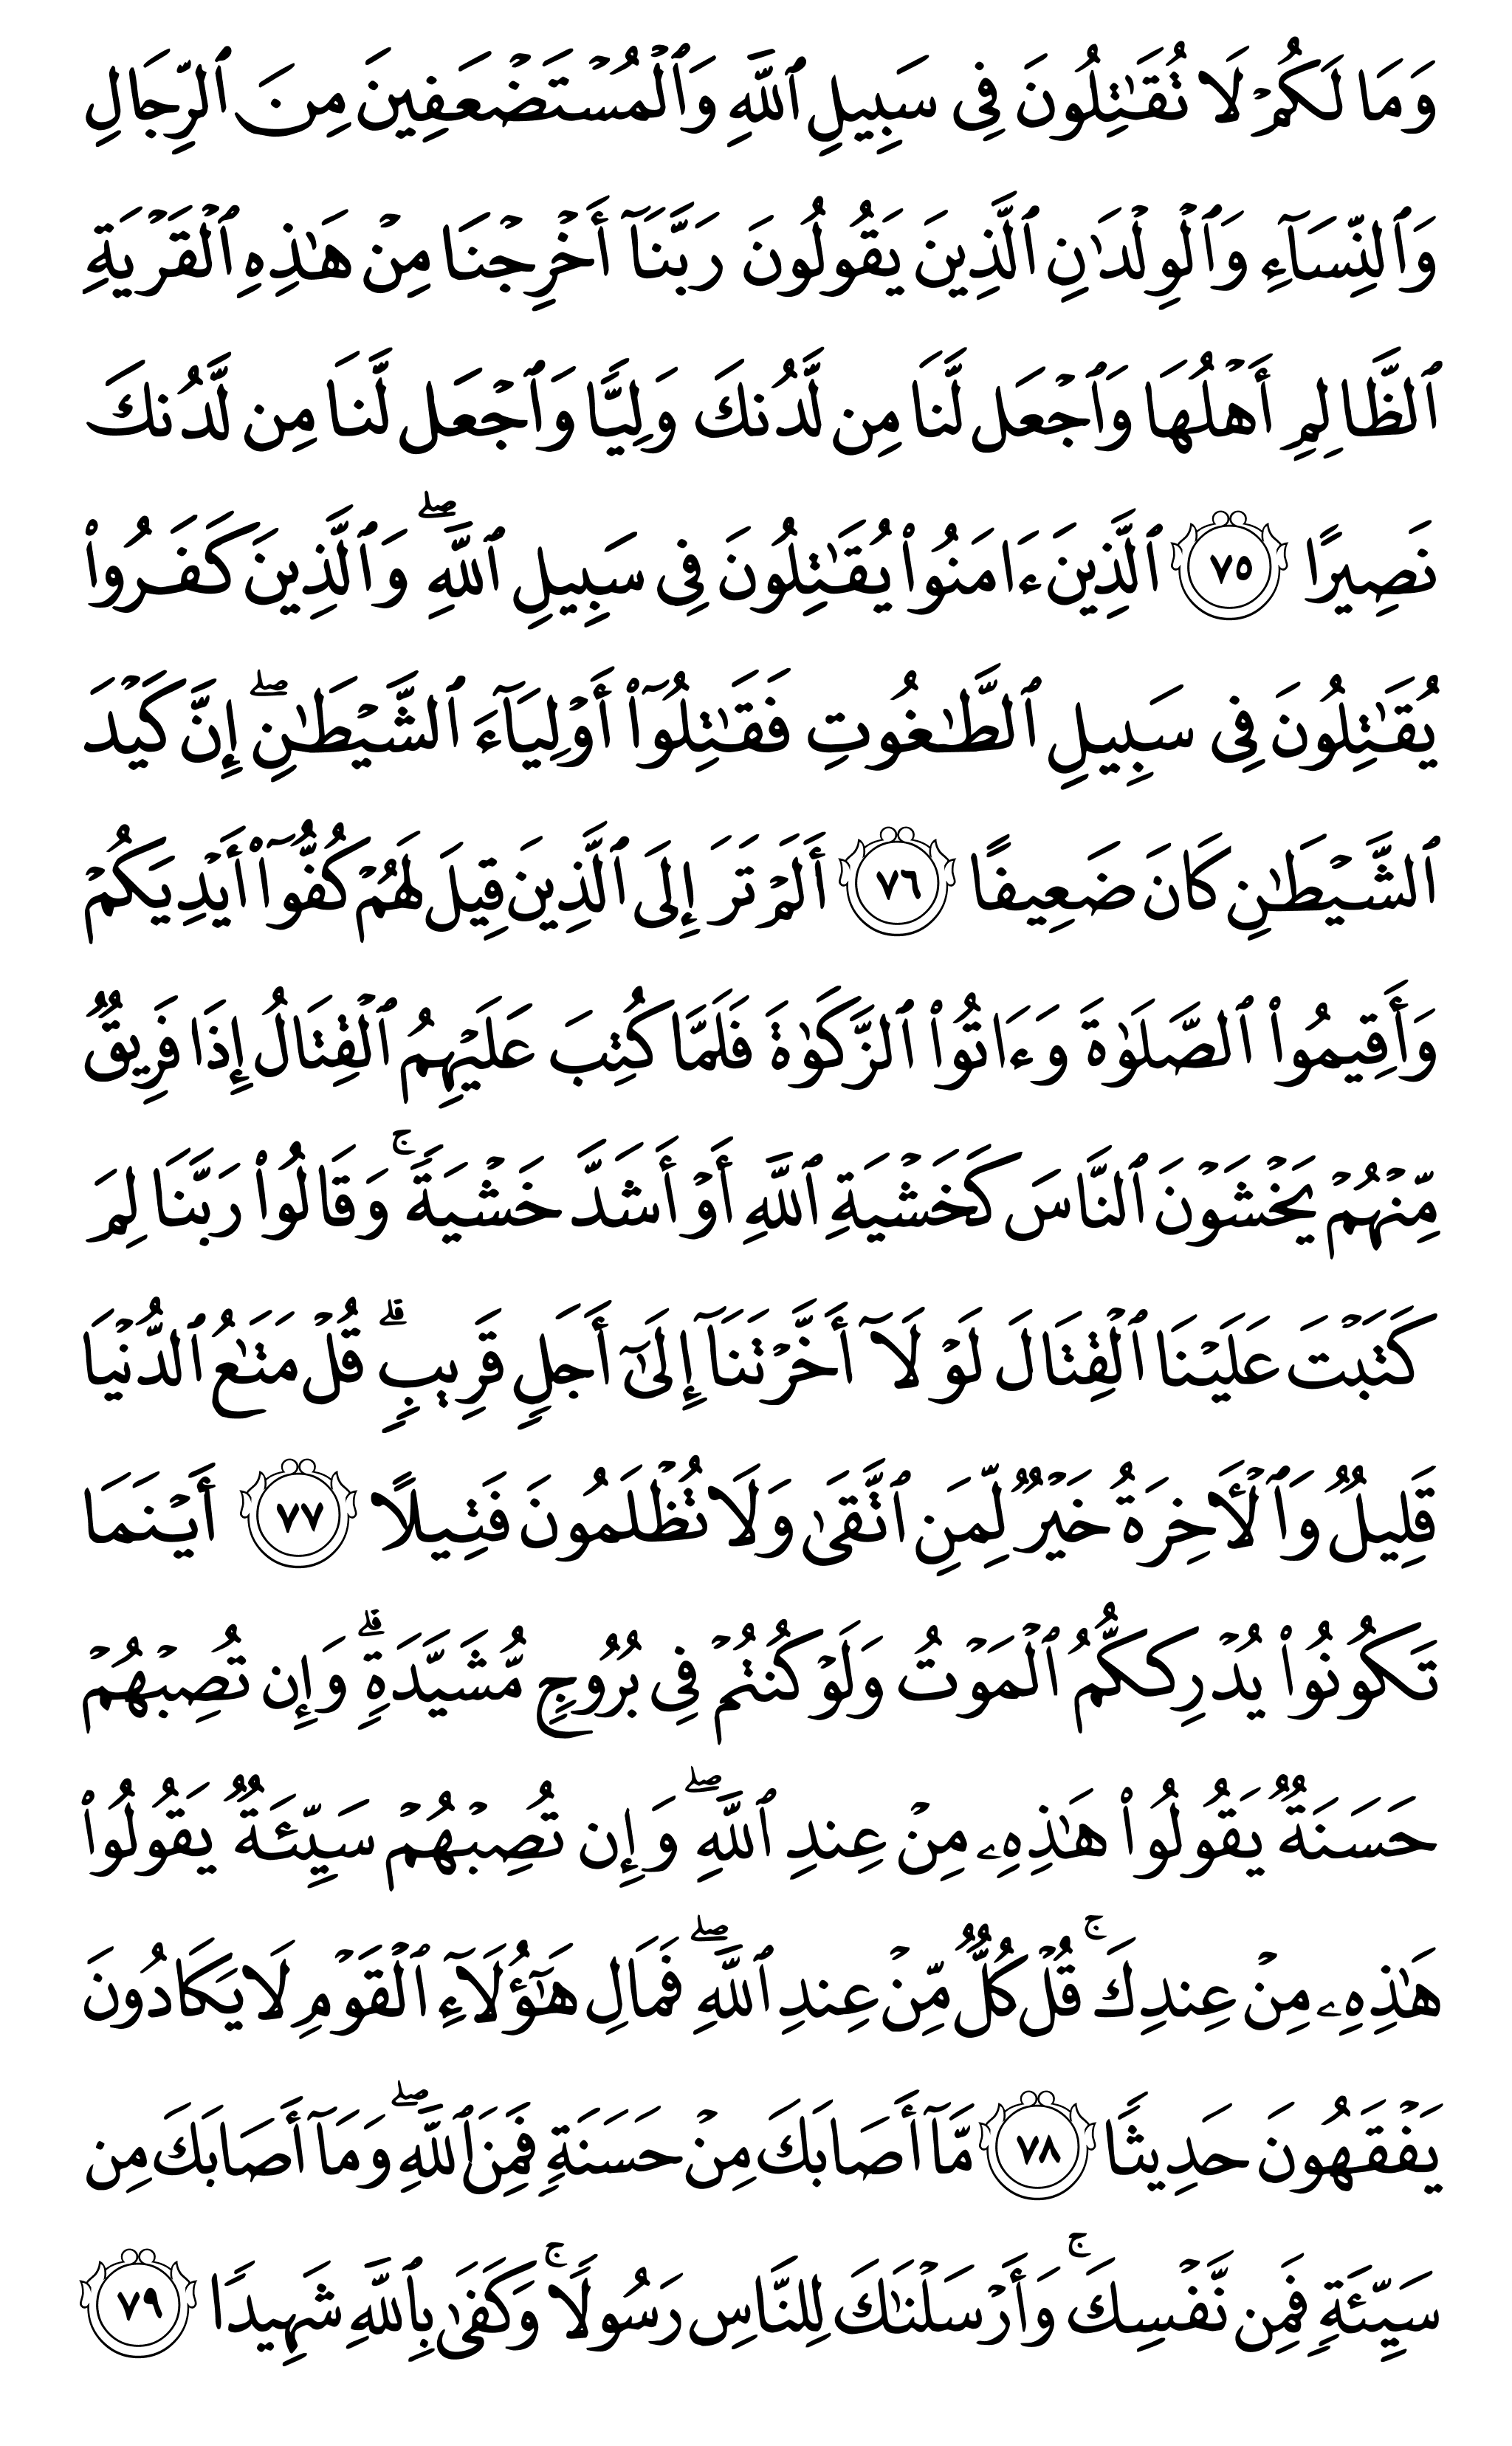 وَمَا لَكُمۡ لَا تُقَٰتِلُونَ فِي سَبِيلِ ٱللَّهِ وَٱلۡمُسۡتَضۡعَفِينَ مِنَ ٱلرِّجَالِ
وَٱلنِّسَآءِ وَٱلۡوِلۡدَٰنِ ٱلَّذِينَ يَقُولُونَ رَبَّنَآ أَخۡرِجۡنَا مِنۡ هَٰذِهِ ٱلۡقَرۡيَةِ
ٱلظَّالِمِ أَهۡلُهَا وَٱجۡعَل لَّنَا مِن لَّدُنكَ وَلِيّٗا وَٱجۡعَل لَّنَا مِن لَّدُنكَ
نَصِيرًا ٧٥ ٱلَّذِينَ ءَامَنُواْ يُقَٰتِلُونَ فِي سَبِيلِ ٱللَّهِۖ وَٱلَّذِينَ كَفَرُواْ
يُقَٰتِلُونَ فِي سَبِيلِ ٱلطَّٰغُوتِ فَقَٰتِلُوٓاْ أَوۡلِيَآءَ ٱلشَّيۡطَٰنِۖ إِنَّ كَيۡدَ
ٱلشَّيۡطَٰنِ كَانَ ضَعِيفًا ٧٦ أَلَمۡ تَرَ إِلَى ٱلَّذِينَ قِيلَ لَهُمۡ كُفُّوٓاْ أَيۡدِيَكُمۡ
وَأَقِيمُواْ ٱلصَّلَوٰةَ وَءَاتُواْ ٱلزَّكَوٰةَ فَلَمَّا كُتِبَ عَلَيۡهِمُ ٱلۡقِتَالُ إِذَا فَرِيقٞ
مِّنۡهُمۡ يَخۡشَوۡنَ ٱلنَّاسَ كَخَشۡيَةِ ٱللَّهِ أَوۡ أَشَدَّ خَشۡيَةٗۚ وَقَالُواْ رَبَّنَا لِمَ
كَتَبۡتَ عَلَيۡنَا ٱلۡقِتَالَ لَوۡلَآ أَخَّرۡتَنَآ إِلَىٰٓ أَجَلٖ قَرِيبٖۗ قُلۡ مَتَٰعُ ٱلدُّنۡيَا
قَلِيلٞ وَٱلۡأٓخِرَةُ خَيۡرٞ لِّمَنِ ٱتَّقَىٰ وَلَا تُظۡلَمُونَ فَتِيلًا ٧٧ أَيۡنَمَا
تَكُونُواْ يُدۡرِككُّمُ ٱلۡمَوۡتُ وَلَوۡ كُنتُمۡ فِي بُرُوجٖ مُّشَيَّدَةٖۗ وَإِن تُصِبۡهُمۡ
حَسَنَةٞ يَقُولُواْ هَٰذِهِۦ مِنۡ عِندِ ٱللَّهِۖ وَإِن تُصِبۡهُمۡ سَيِّئَةٞ يَقُولُواْ
هَٰذِهِۦ مِنۡ عِندِكَۚ قُلۡ كُلّٞ مِّنۡ عِندِ ٱللَّهِۖ فَمَالِ هَٰٓؤُلَآءِ ٱلۡقَوۡمِ لَا يَكَادُونَ
يَفۡقَهُونَ حَدِيثٗا ٧٨ مَّآ أَصَابَكَ مِنۡ حَسَنَةٖ فَمِنَ ٱللَّهِۖ وَمَآ أَصَابَكَ مِن
سَيِّئَةٖ فَمِن نَّفۡسِكَۚ وَأَرۡسَلۡنَٰكَ لِلنَّاسِ رَسُولٗاۚ وَكَفَىٰ بِٱللَّهِ شَهِيدٗا ٧٩